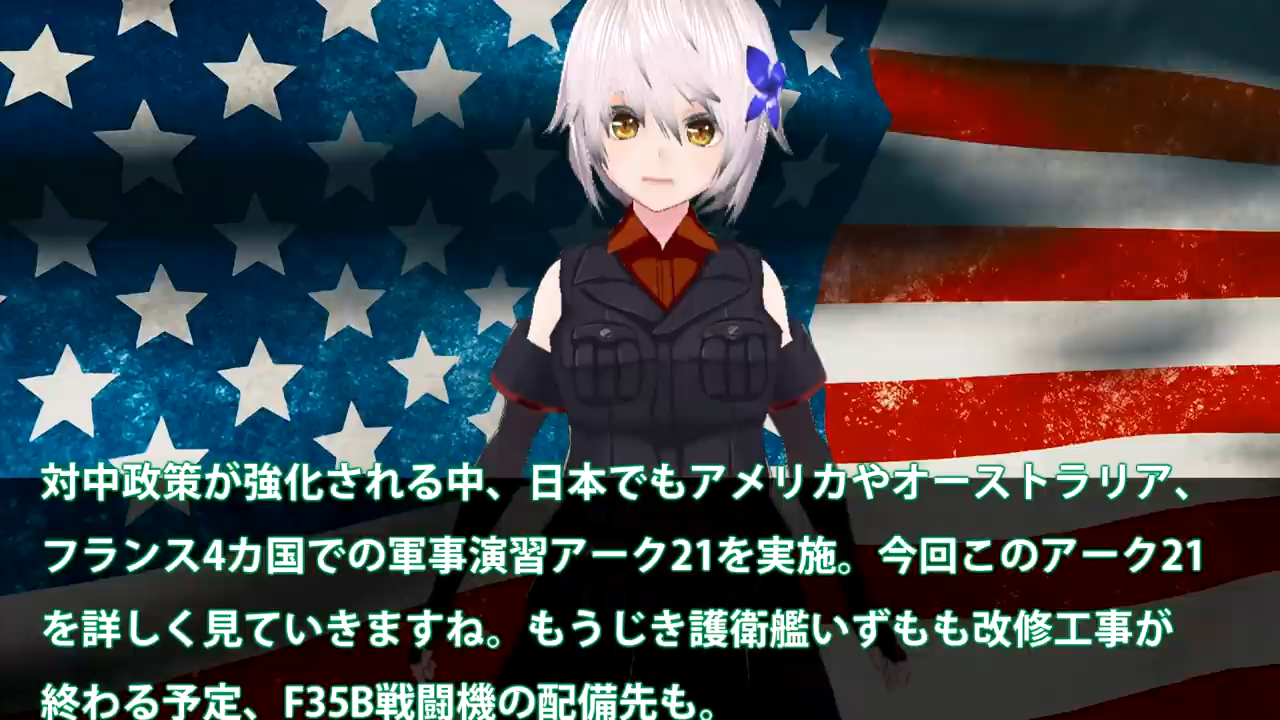 対中政策が強化される中、日本でもアメリカやオーストラリア、
フランス4カ国での軍事演習アーク21を実施。今回このアーク21
を詳しく見ていきますね。もうじき護衛艦いずもも改修工事が
終わる予定、F35B戦闘機の配備先も。